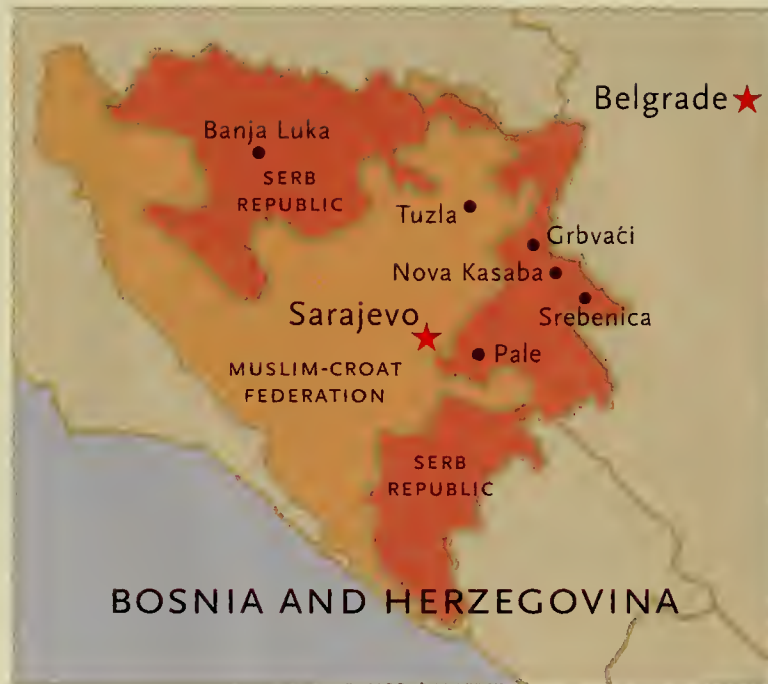 Belgrade
Banja Luka
SERB
REPUBLIC
Tuzla
Grbvaći
Nova Kasaba
Sarajevo
Srebenica
Pale
MUSLIM-CROAT
FEDERATION
SERB
REPUBLIC
BOSNIA AND HERZEGOVINA